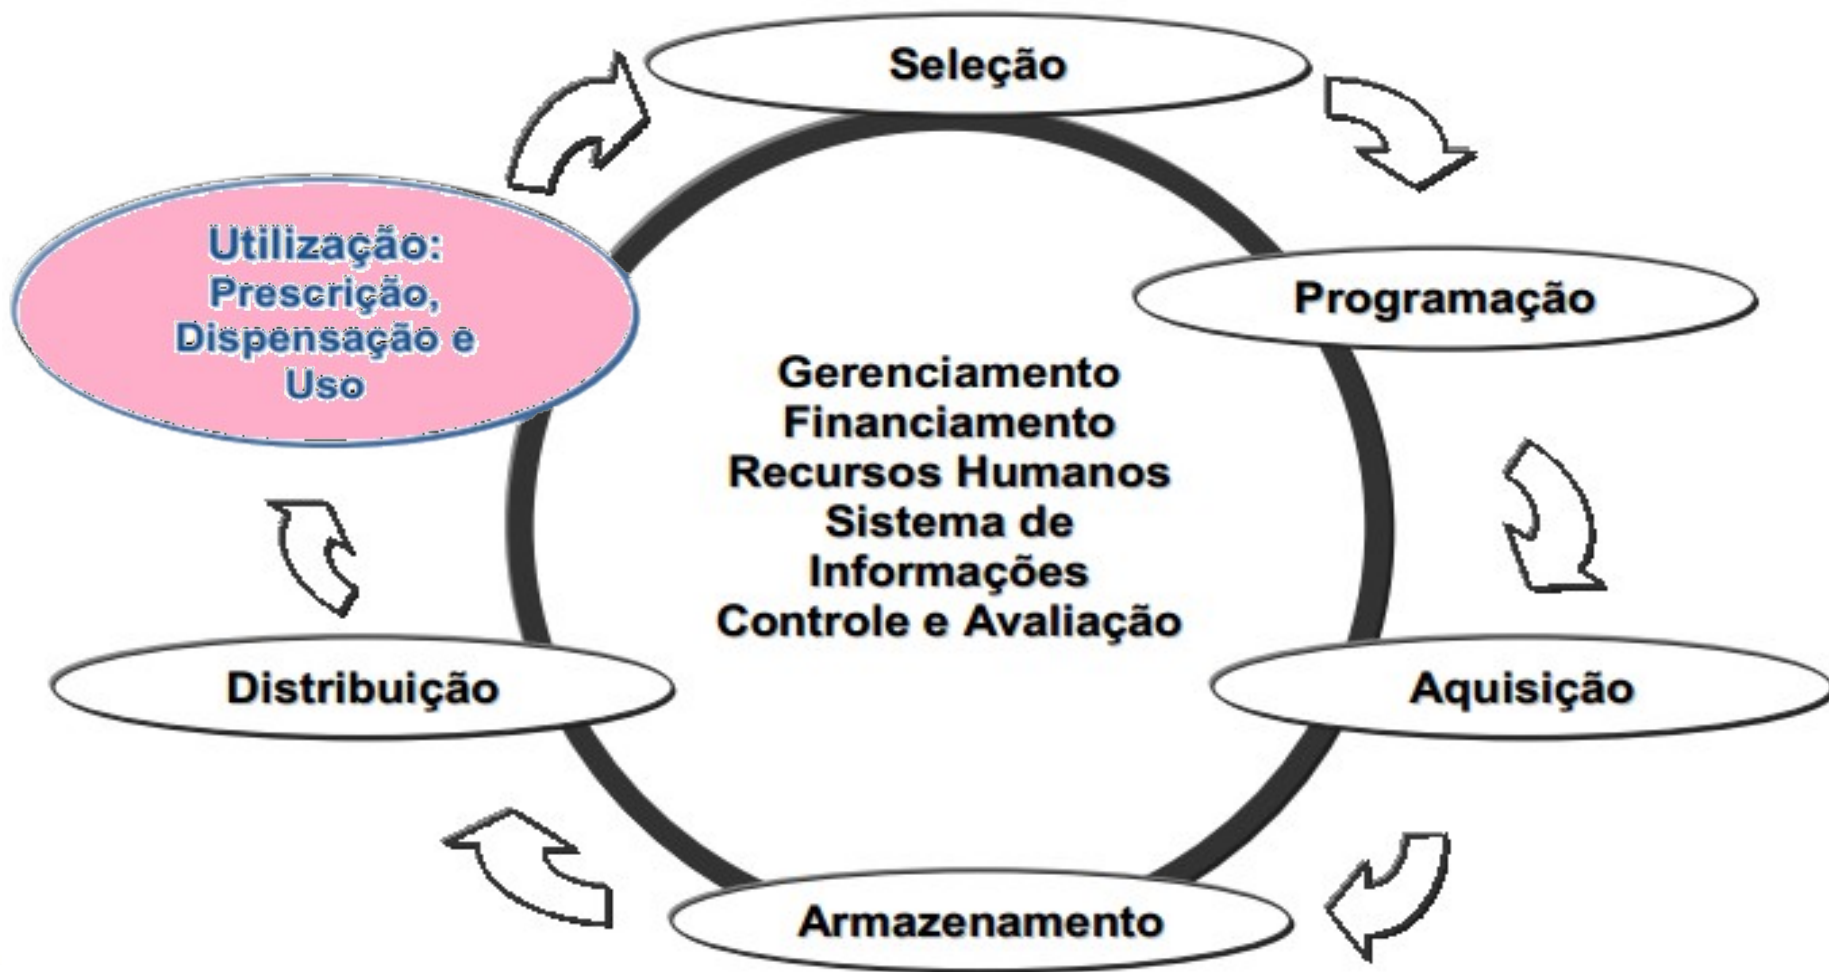 Seleção
Programação
Aquisição
Armazenamento
Distribuição
Utilização:
Prescrição,
Dispensação e
Uso
Gerenciamento
Financiamento
Recursos Humanos
Sistema de
Informações
Controle e Avaliação